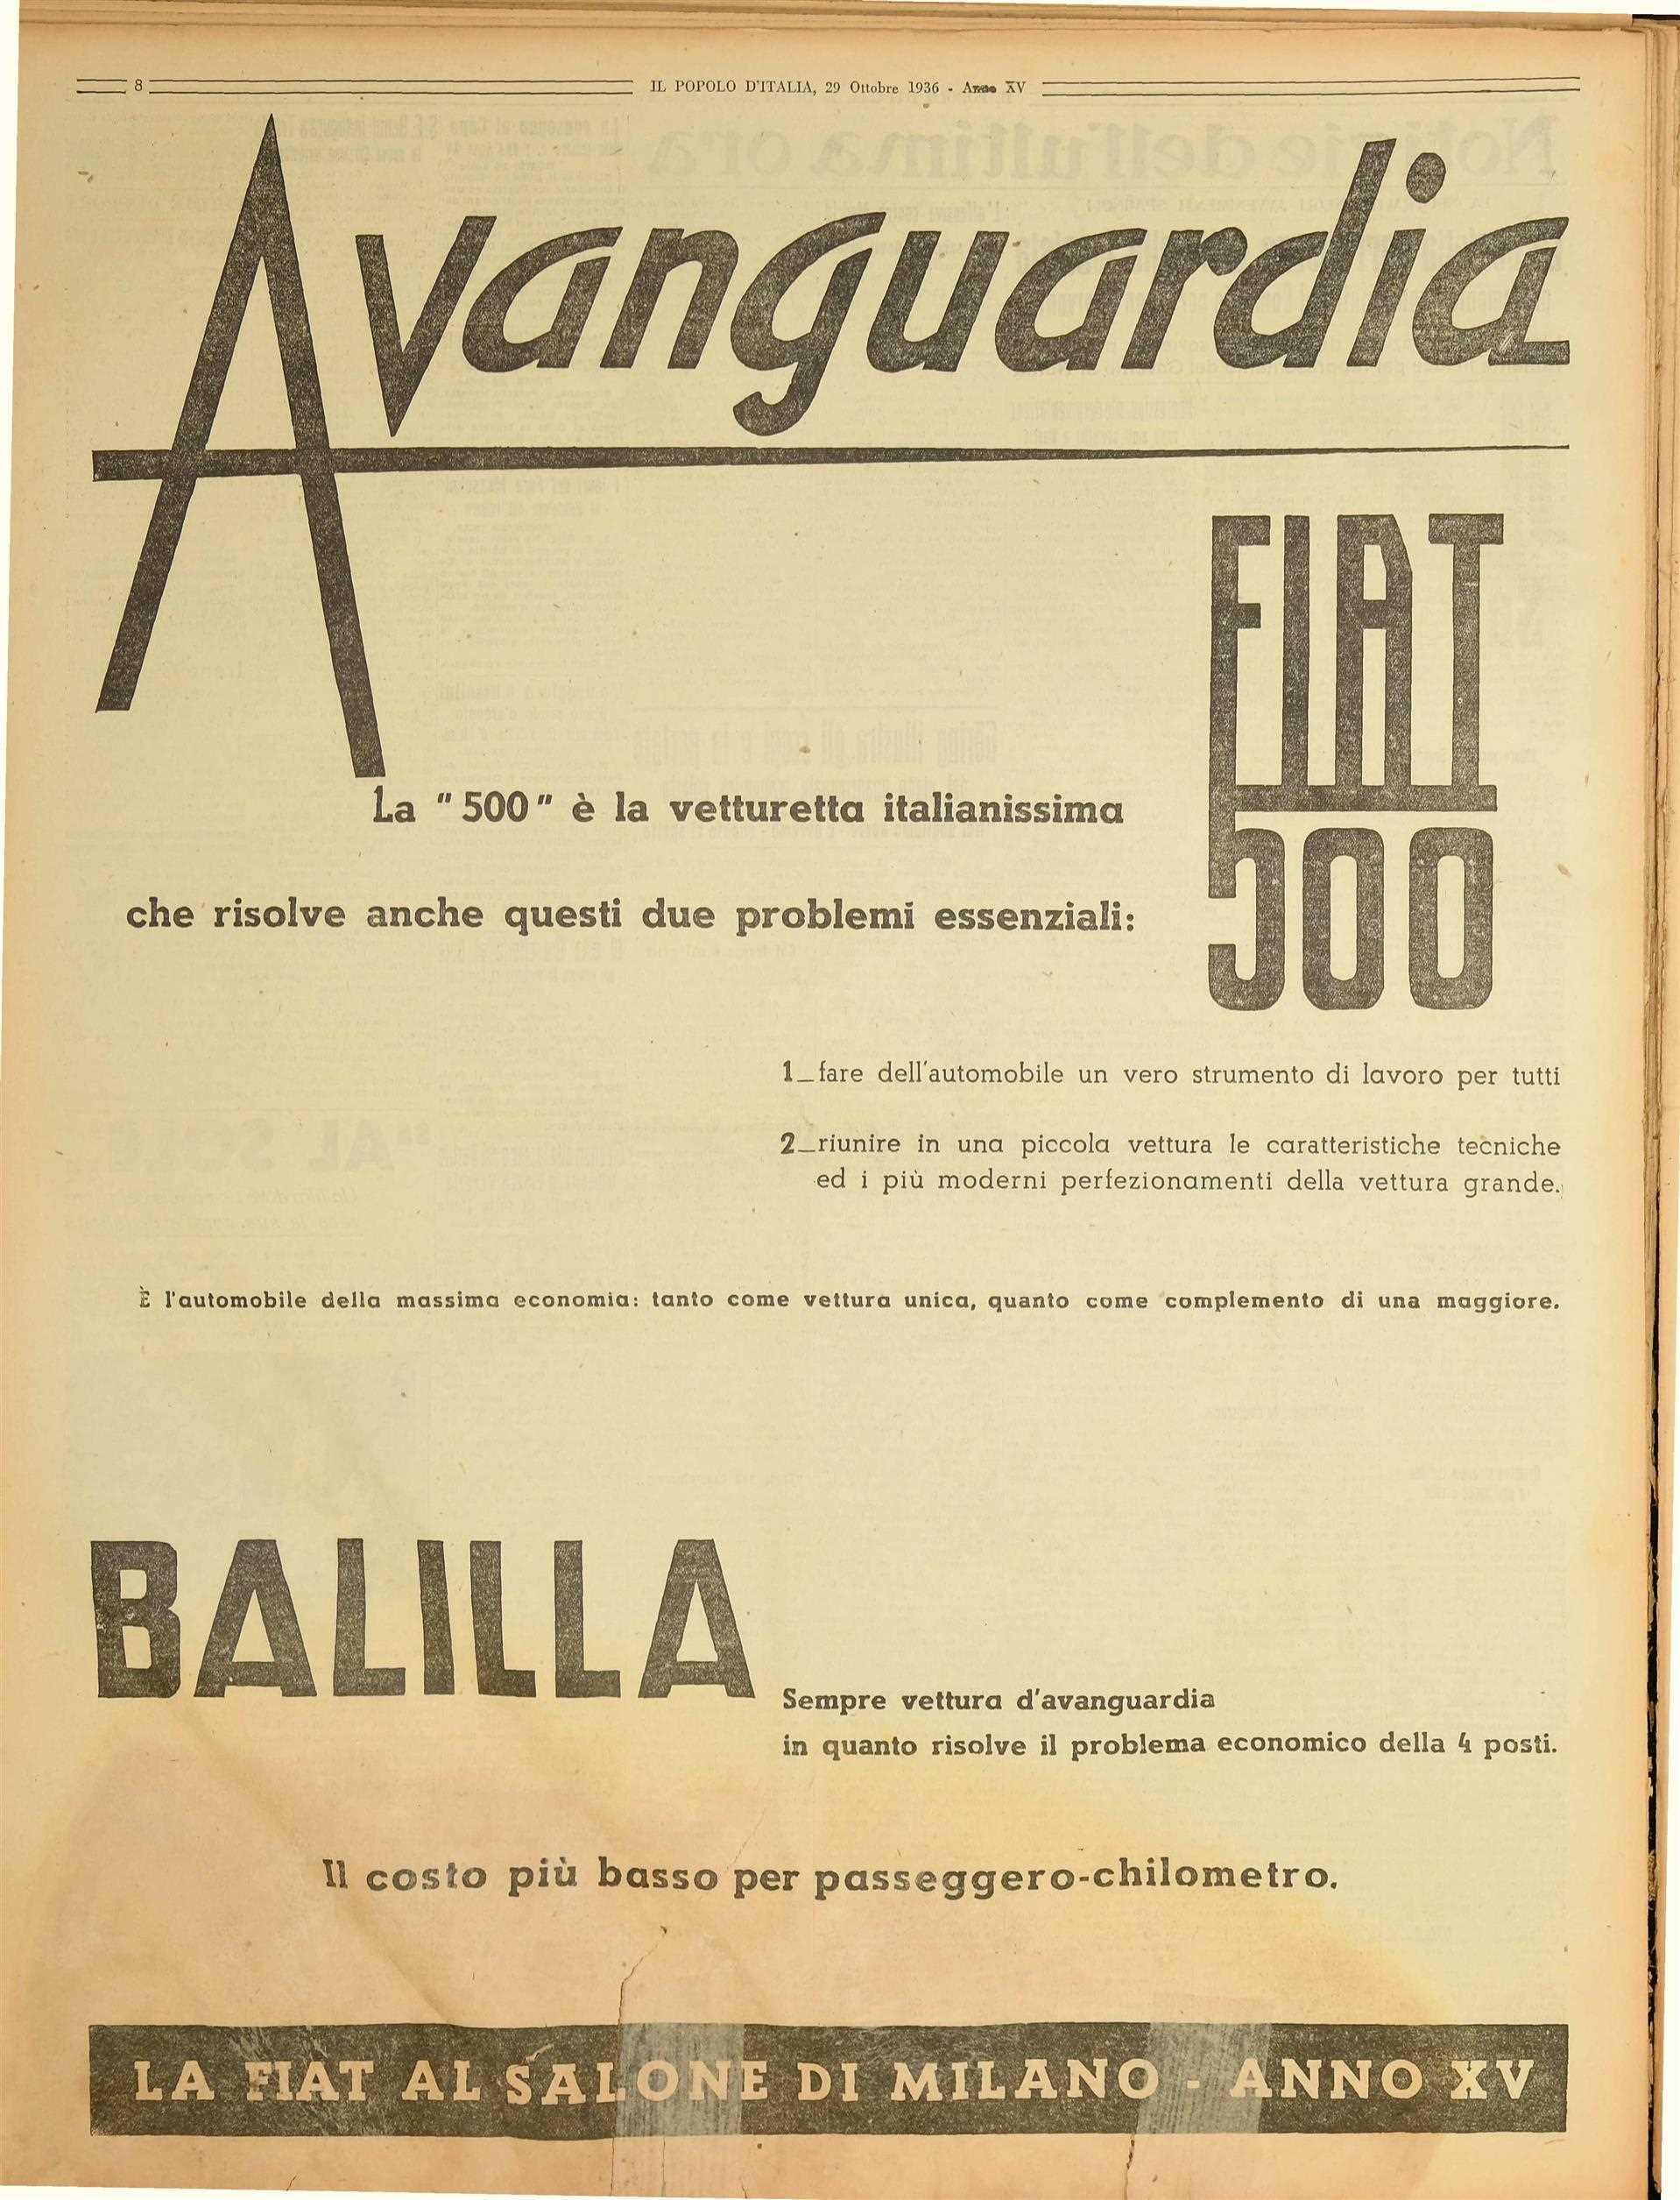 8
IL POPOLO D'ITALIA, 29 Ottobre 1936 - Anno XV
Avanguardia
FIAT
500
La "500" è la vetturetta italianissima
che risolve anche questi due problemi essenziali:
1_fare dell'automobile un vero strumento di lavoro per tutti
2_riunire in una piccola vettura le caratteristiche tecniche
ed i più moderni perfezionamenti della vettura grande.
È l'automobile della massima economia: tanto come vettura unica, quanto come complemento di una maggiore.
BALILLA
Sempre vettura d'avanguardia
in quanto risolve il problema economico della 4 posti.
Il costo più basso per passeggero-chilometro.
LA FIAT AL SALONE DI MILANO - ANNO XV